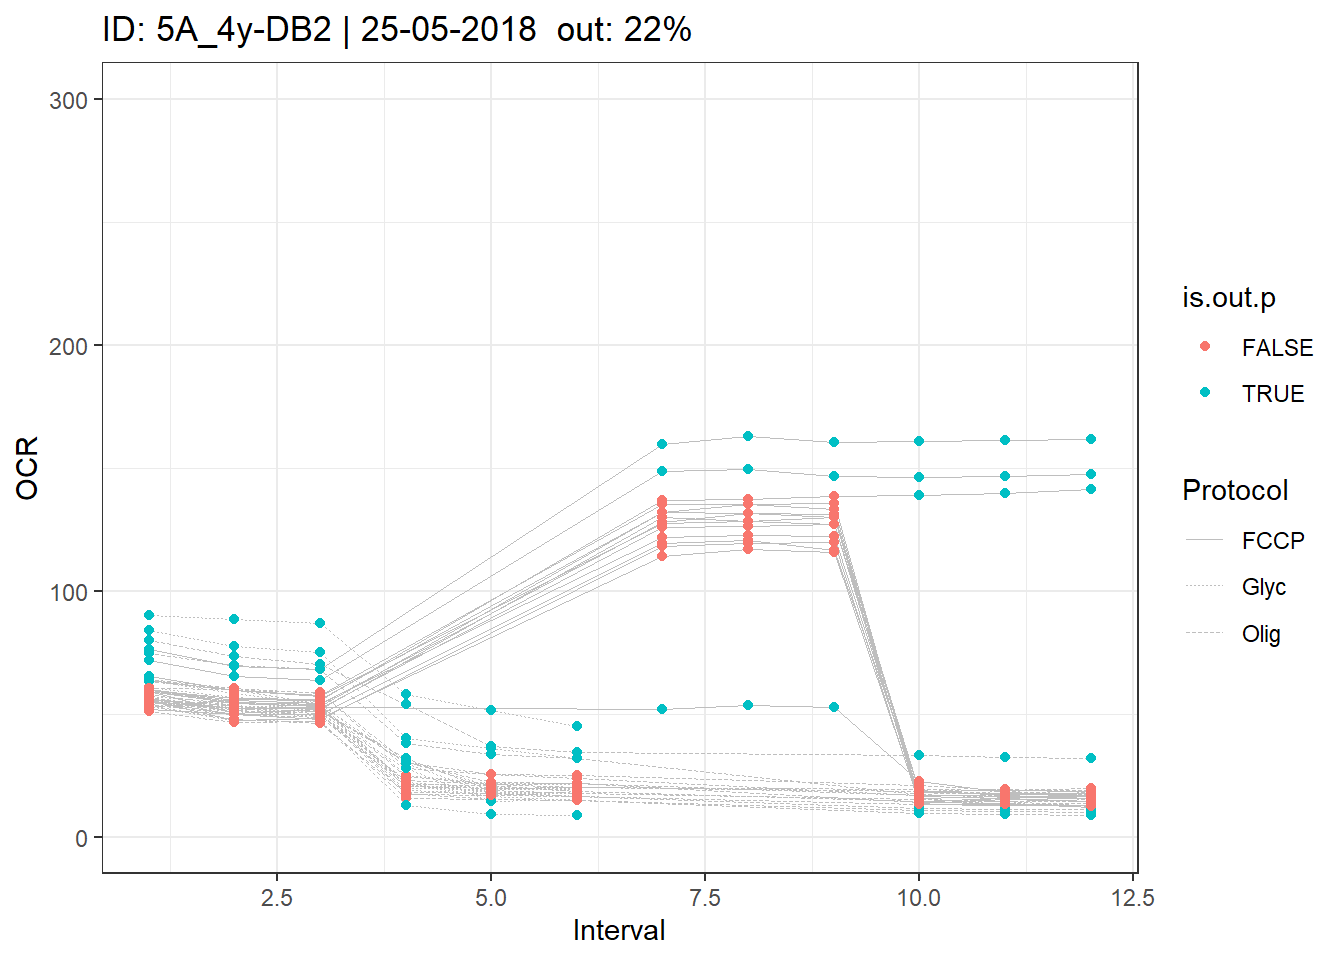 ID: 5A_4y-DB2 | 25-05-2018  out: 22%
300
200
100
0
OCR
2.5
5.0
7.5
10.0
12.5
Interval
is.out.p
FALSE
TRUE
Protocol
FCCP
Glyc
Olig